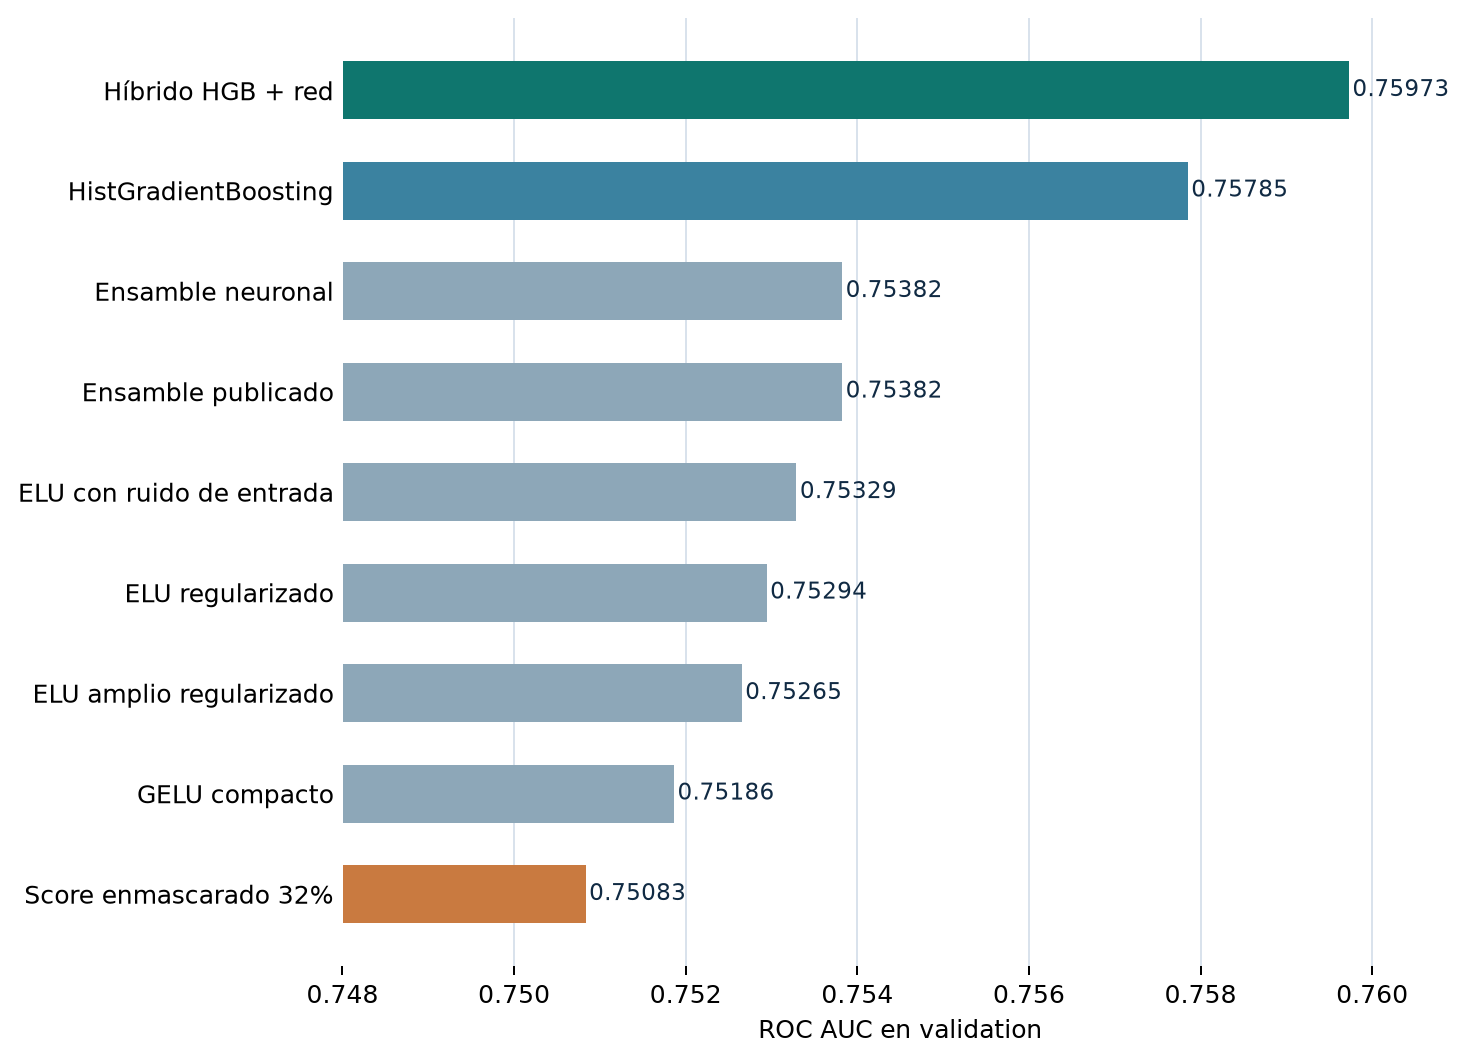 Híbrido HGB + red 0.75973
HistGradientBoosting 0.75785
Ensamble neuronal 0.75382
Ensamble publicado 0.75382
ELU con ruido de entrada 0.75329
ELU regularizado 0.75294
ELU amplio regularizado 0.75265
GELU compacto 0.75186
Score enmascarado 32% 0.75083
0.748 0.750 0.752 0.754 0.756 0.758 0.760
ROC AUC en validation